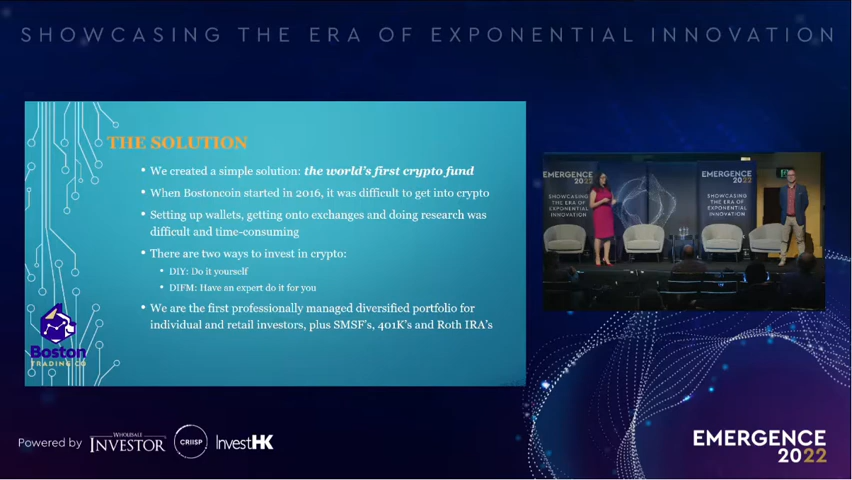 SHOWCASING THE ERA OF EXPONENTIAL INNOVATION
THE SOLUTION
• We created a simple solution: the world's first crypto fund
• When Bostoncoin started in 2016, it was difficult to get into crypto
• Setting up wallets, getting onto exchanges and doing research was
difficult and time-consuming
• There are two ways to invest in crypto:
• DIY: Do it yourself
• DIFM: Have an expert do it for you
• We are the first professionally managed diversified portfolio for
individual and retail investors, plus SMSF's, 401K's and Roth IRA's
Boston
TRADING CO
EMERGENCE
2022
SHOWCASING
THE ERA OF
EXPONENTIAL
INNOVATION
EMERGENCE
2022
SHOWCASING
THE ERA OF
EXPONENTIAL
INNOVATION
Powered by
WHOLESALE
INVESTOR
CRIISP
InvestHK
EMERGENCE
2022